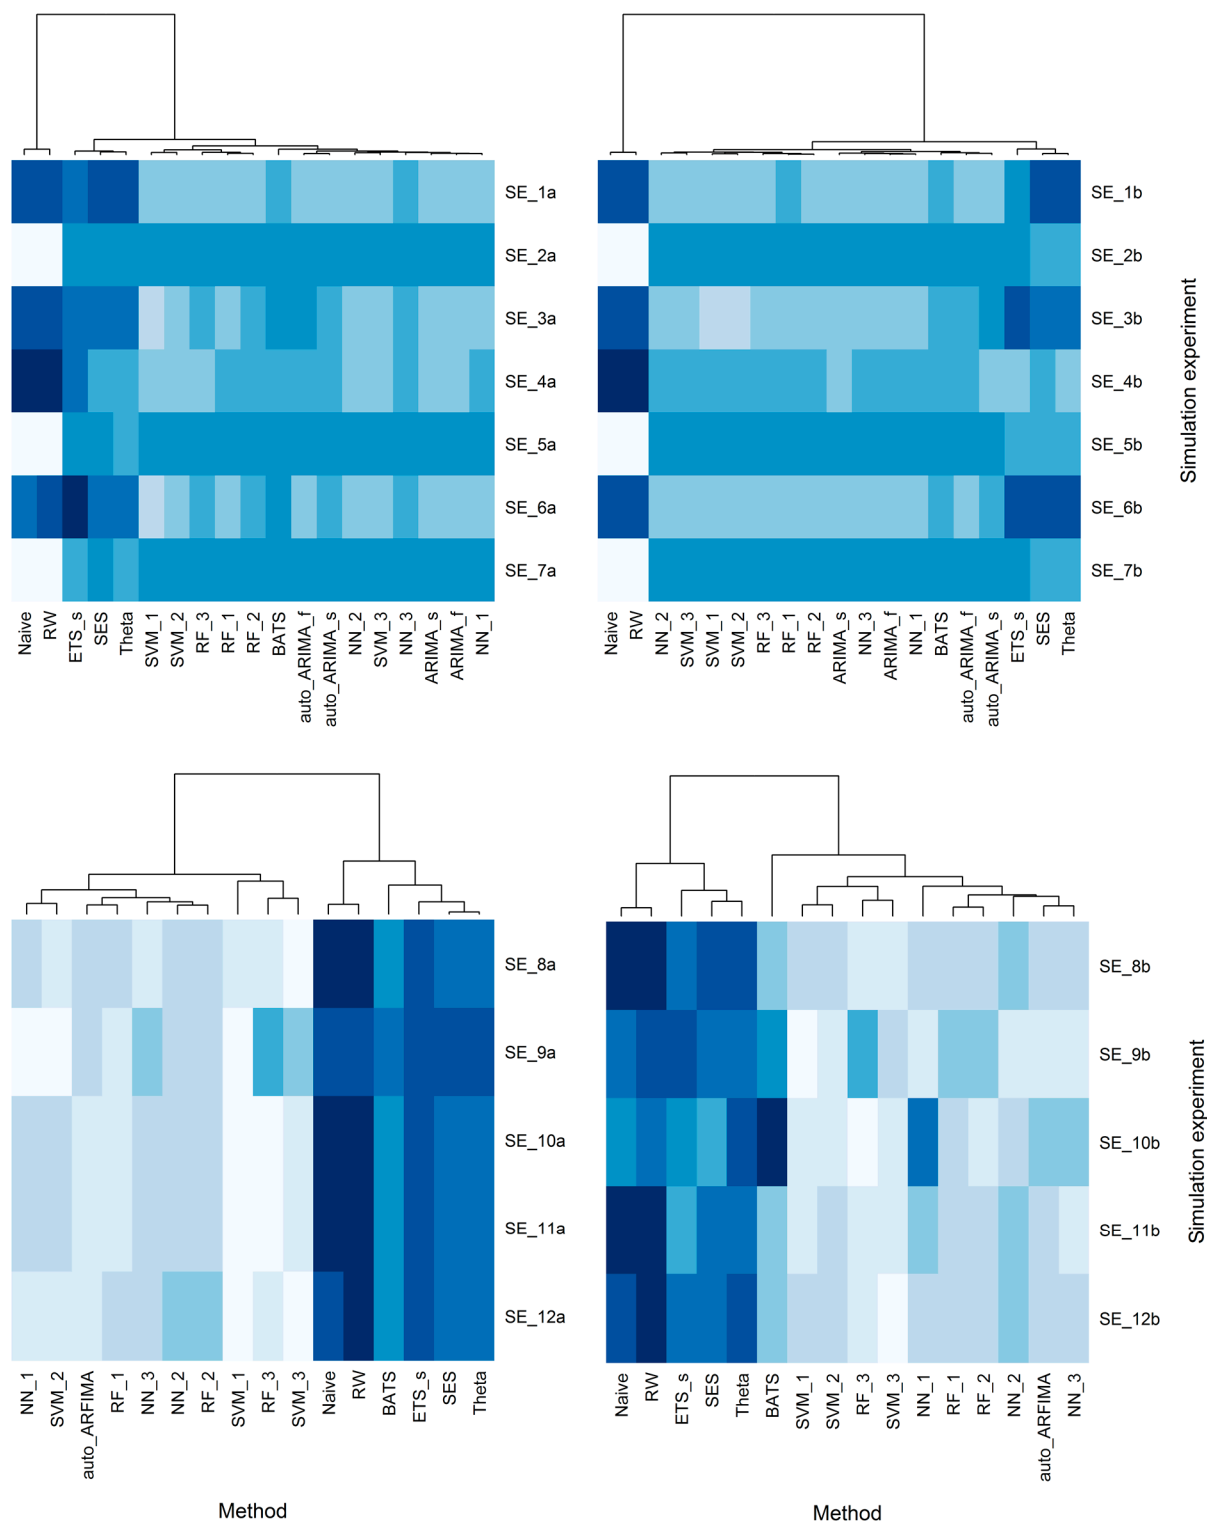 SE_1a
SE_2a
SE_3a
SE_4a
SE_5a
SE_6a
SE_7a
Naive
RW
ETS_s
SES
Theta
SVM_1
SVM_2
RF_3
RF_1
RF_2
BATS
auto_ARIMA_f
auto_ARIMA_s
NN_2
SVM_3
NN_3
ARIMA_s
ARIMA_f
NN_1
SE_1b
SE_2b
SE_3b
SE_4b
SE_5b
SE_6b
SE_7b
Simulation experiment
Naive
RW
NN_2
SVM_3
SVM_1
SVM_2
RF_3
RF_1
RF_2
ARIMA_s
NN_3
ARIMA_f
NN_1
BATS
auto_ARIMA_f
auto_ARIMA_s
ETS_s
SES
Theta
SE_8a
SE_9a
SE_10a
SE_11a
SE_12a
NN_1
SVM_2
auto_ARFIMA
RF_1
NN_3
NN_2
RF_2
SVM_1
RF_3
SVM_3
Naive
RW
BATS
ETS_s
SES
Theta
Method
SE_8b
SE_9b
SE_10b
SE_11b
SE_12b
Simulation experiment
Naive
RW
ETS_s
SES
Theta
BATS
SVM_1
SVM_2
RF_3
SVM_3
NN_1
RF_1
RF_2
NN_2
auto_ARFIMA
NN_3
Method